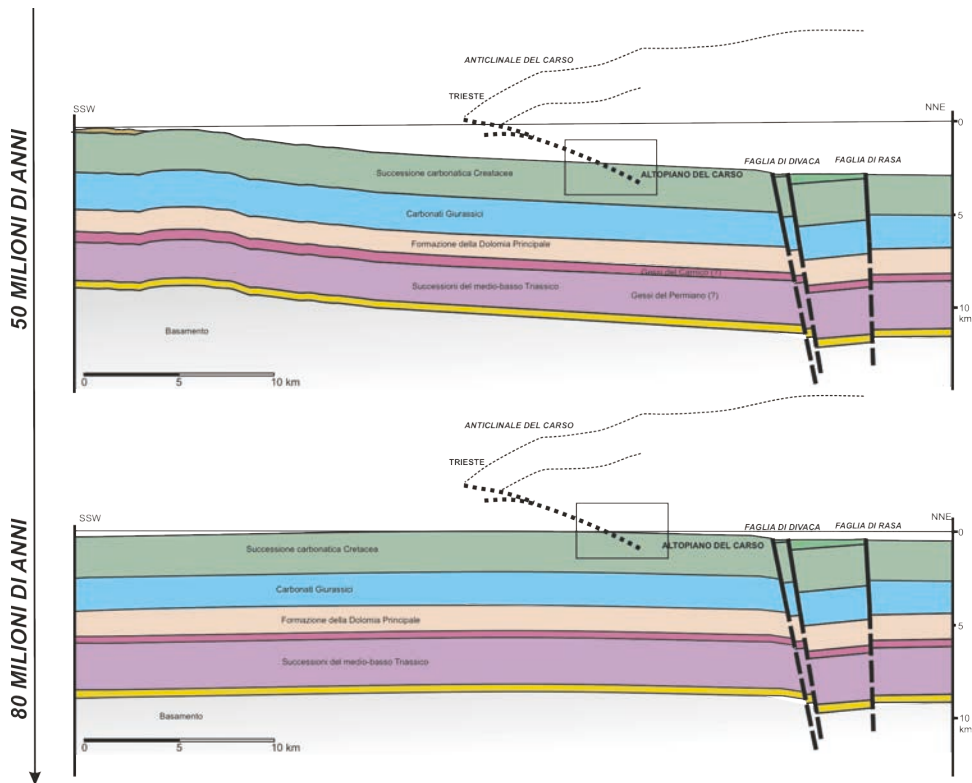 50 MILIONI DI ANNI
ANTICLINALE DEL CARSO
TRIESTE
SSW
NNE
0
FAGLIA DI DIVACA
FAGLIA DI RASA
Successione carbonatica Creatacea
ALTOPIANO DEL CARSO
Carbonati Giurassici
5
Formazione della Dolomia Principale
Gessi del Carnico (?)
Successioni del medio-basso Triassico
Gessi del Permiano (?)
10
km
Basamento
0
5
10 km
80 MILIONI DI ANNI
ANTICLINALE DEL CARSO
TRIESTE
SSW
NNE
FAGLIA DI DIVACA
FAGLIA DI RASA
0
Successione carbonatica Cretacea
ALTOPIANO DEL CARSO
Carbonati Giurassici
Formazione della Dolomia Principale
5
Successioni del medio-basso Triassico
Basamento
10
km
0
5
10 km